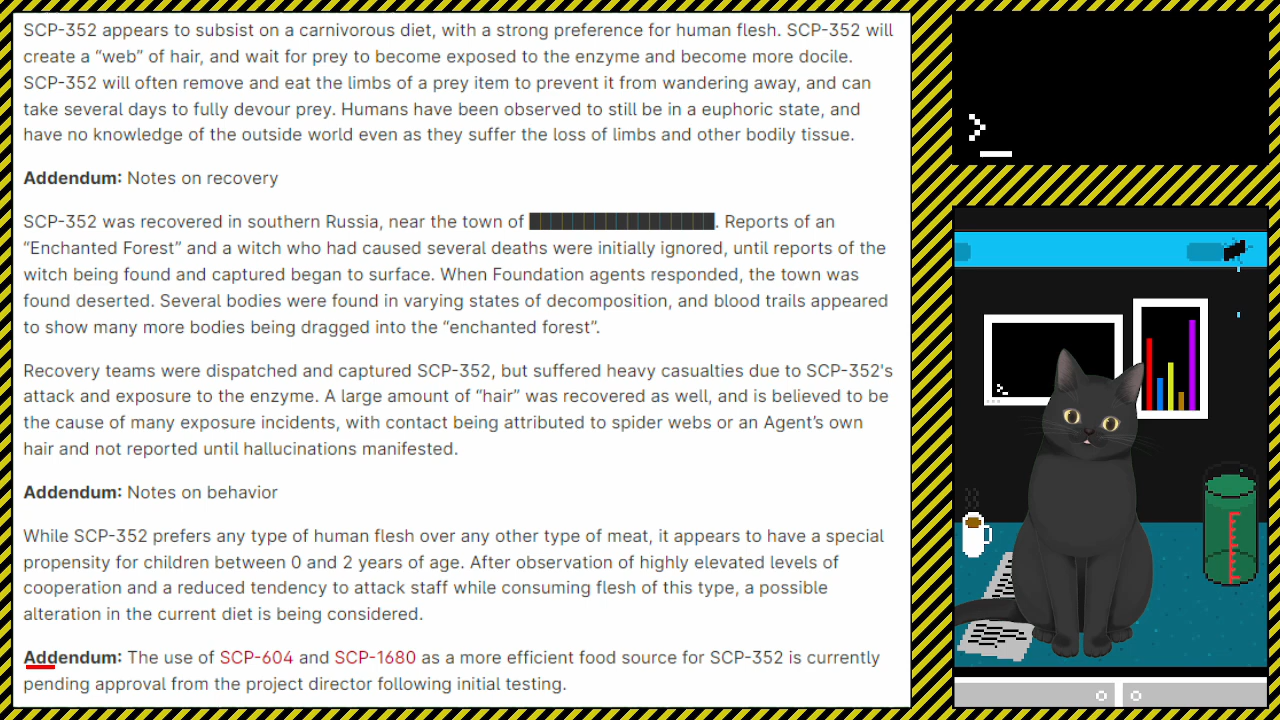 SCP-352 appears to subsist on a carnivorous diet, with a strong preference for human flesh. SCP-352 will
create a “web” of hair, and wait for prey to become exposed to the enzyme and become more docile.
SCP-352 will often remove and eat the limbs of a prey item to prevent it from wandering away, and can
take several days to fully devour prey. Humans have been observed to still be in a euphoric state, and
have no knowledge of the outside world even as they suffer the loss of limbs and other bodily tissue.
Addendum: Notes on recovery
SCP-352 was recovered in southern Russia, near the town of ████████████████. Reports of an
“Enchanted Forest” and a witch who had caused several deaths were initially ignored, until reports of the
witch being found and captured began to surface. When Foundation agents responded, the town was
found deserted. Several bodies were found in varying states of decomposition, and blood trails appeared
to show many more bodies being dragged into the “enchanted forest”.
Recovery teams were dispatched and captured SCP-352, but suffered heavy casualties due to SCP-352's
attack and exposure to the enzyme. A large amount of “hair” was recovered as well, and is believed to be
the cause of many exposure incidents, with contact being attributed to spider webs or an Agent’s own
hair and not reported until hallucinations manifested.
Addendum: Notes on behavior
While SCP-352 prefers any type of human flesh over any other type of meat, it appears to have a special
propensity for children between 0 and 2 years of age. After observation of highly elevated levels of
cooperation and a reduced tendency to attack staff while consuming flesh of this type, a possible
alteration in the current diet is being considered.
Addendum: The use of SCP-604 and SCP-1680 as a more efficient food source for SCP-352 is currently
pending approval from the project director following initial testing.
>_